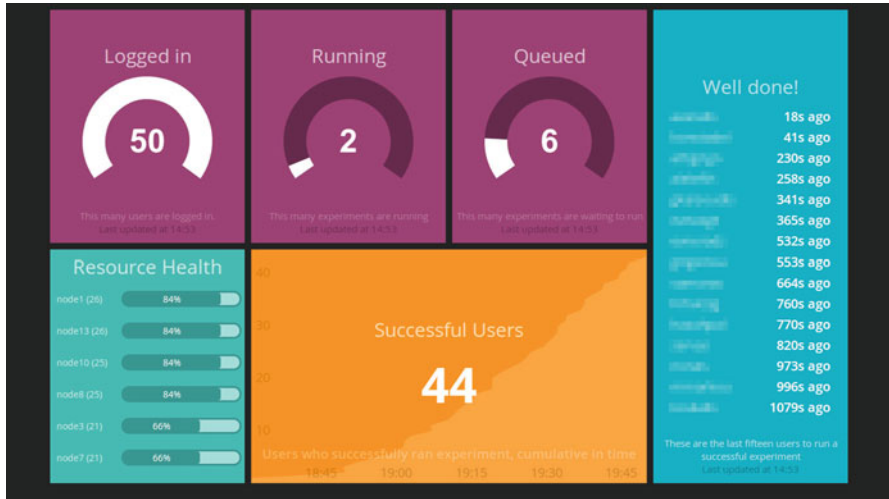 Logged in
50
This many users are logged in.
Last updated at 14:53
Running
2
This many experiments are running
Last updated at 14:53
Queued
6
This many experiments are waiting to run
Last updated at 14:53
Well done!
18s ago
41s ago
230s ago
258s ago
341s ago
365s ago
532s ago
553s ago
664s ago
760s ago
770s ago
820s ago
973s ago
996s ago
1079s ago
These are the last fifteen users to run a
successful experiment
Last updated at 14:53
Resource Health
node1 (26) 84%
node13 (26) 84%
node10 (25) 84%
node8 (25) 84%
node3 (21) 66%
node7 (21) 66%
40
30
Successful Users
20
44
10
Users who successfully ran experiment, cumulative in time
18:45 19:00 19:15 19:30 19:45